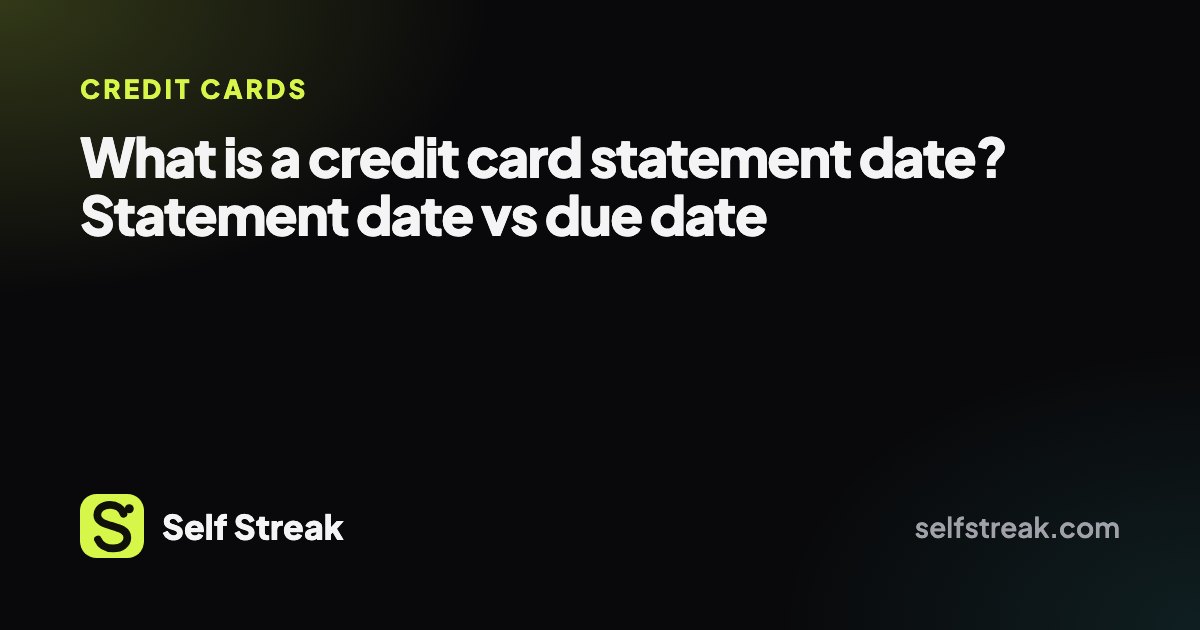 CREDIT CARDS
What is a credit card statement date?
Statement date vs due date
Self Streak
selfstreak.com